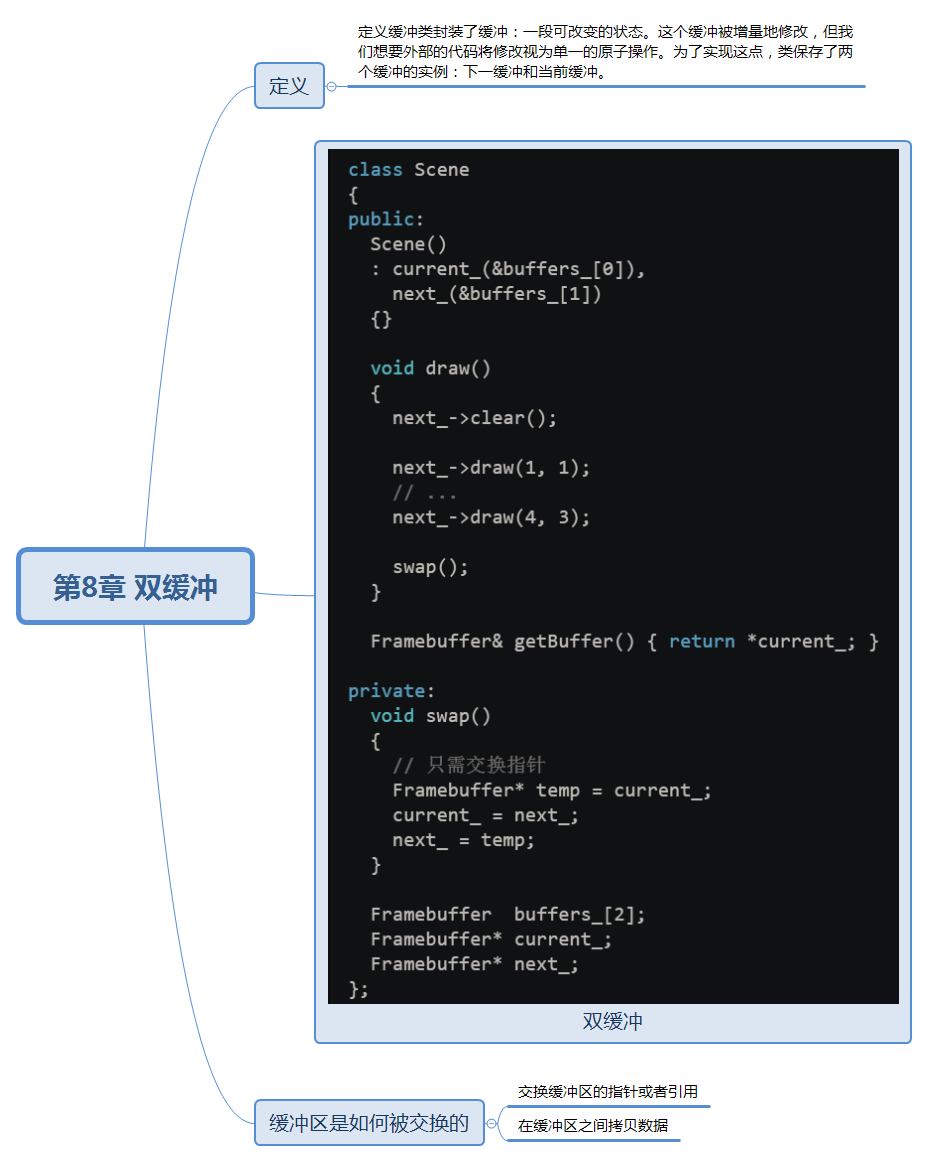 定义缓冲类封装了缓冲：一段可改变的状态。这个缓冲被增量地修改，但我
们想要外部的代码将修改视为单一的原子操作。为了实现这点，类保存了两
个缓冲的实例：下一缓冲和当前缓冲。
定义
class Scene
{
public:
  Scene()
  : current_(&buffers_[0]),
    next_(&buffers_[1])
  {}

  void draw()
  {
    next_->clear();

    next_->draw(1, 1);
    // ...
    next_->draw(4, 3);

    swap();
  }

  Framebuffer& getBuffer() { return *current_; }

private:
  void swap()
  {
    // 只需交换指针
    Framebuffer* temp = current_;
    current_ = next_;
    next_ = temp;
  }

  Framebuffer  buffers_[2];
  Framebuffer* current_;
  Framebuffer* next_;
};
双缓冲
第8章 双缓冲
缓冲区是如何被交换的
交换缓冲区的指针或者引用
在缓冲区之间拷贝数据